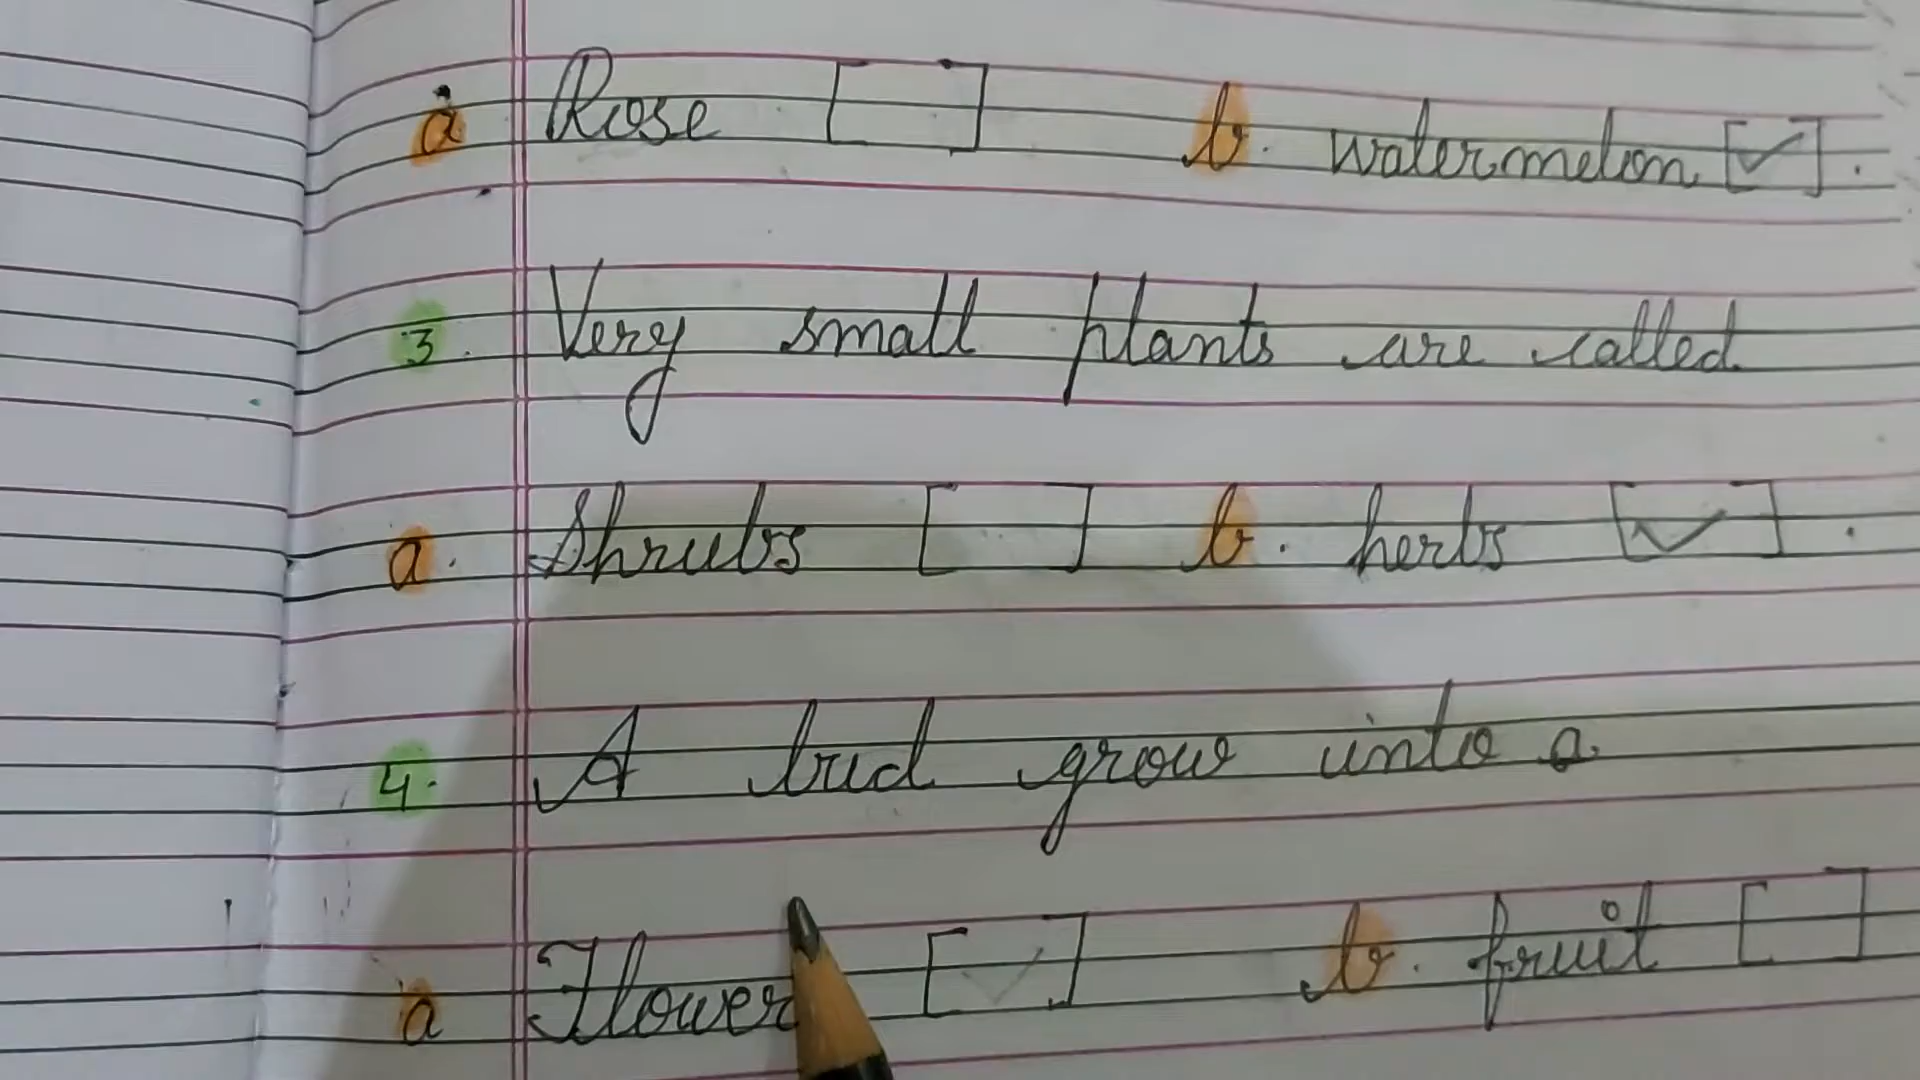 a. Rose [ ] b. watermelon [✓].
3. Very small plants are called
a. Shrubs [ ] b. herbs [✓].
4. A bud grow into a
a Flower [✓] b. fruit [ ]